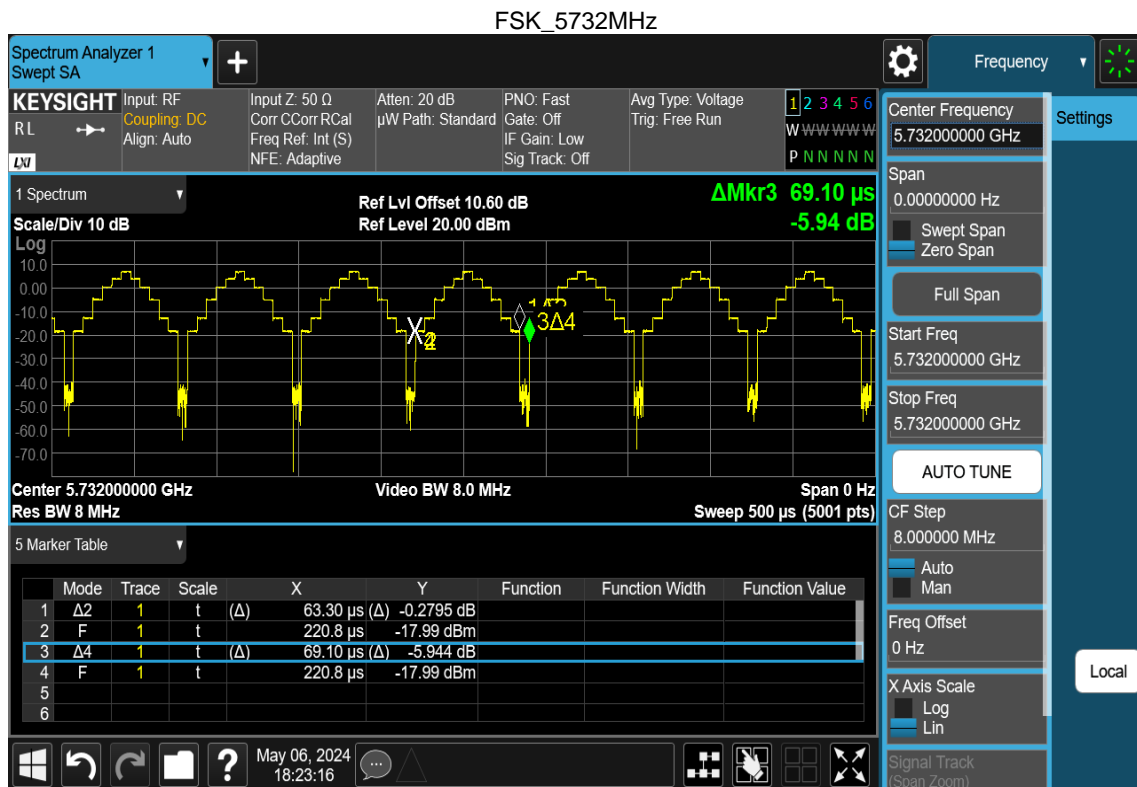 FSK_5732MHz
Spectrum Analyzer 1
Swept SA
Frequency
KEYSIGHT
RL
LXI
Input: RF
Coupling: DC
Align: Auto
Input Z: 50 Ω
Corr CCorr RCal
Freq Ref: Int (S)
NFE: Adaptive
Atten: 20 dB
µW Path: Standard
PNO: Fast
Gate: Off
IF Gain: Low
Sig Track: Off
Avg Type: Voltage
Trig: Free Run
1 2 3 4 5 6
W W W W W W
P N N N N N
1 Spectrum
Scale/Div 10 dB
Ref Lvl Offset 10.60 dB
Ref Level 20.00 dBm
ΔMkr3 69.10 µs
-5.94 dB
Log
10.0
0.00
-10.0
-20.0
-30.0
-40.0
-50.0
-60.0
-70.0
3Δ4
Center 5.732000000 GHz
Video BW 8.0 MHz
Span 0 Hz
Res BW 8 MHz
Sweep 500 µs (5001 pts)
5 Marker Table
Mode Trace Scale X Y Function Function Width Function Value
1 Δ2 1 t (Δ) 63.30 µs (Δ) -0.2795 dB
2 F 1 t 220.8 µs -17.99 dBm
3 Δ4 1 t (Δ) 69.10 µs (Δ) -5.944 dB
4 F 1 t 220.8 µs -17.99 dBm
5
6
?
May 06, 2024
18:23:16
Center Frequency
5.732000000 GHz
Span
0.00000000 Hz
Swept Span
Zero Span
Full Span
Start Freq
5.732000000 GHz
Stop Freq
5.732000000 GHz
AUTO TUNE
CF Step
8.000000 MHz
Auto
Man
Freq Offset
0 Hz
X Axis Scale
Log
Lin
Signal Track
(Span Zoom)
Settings
Local